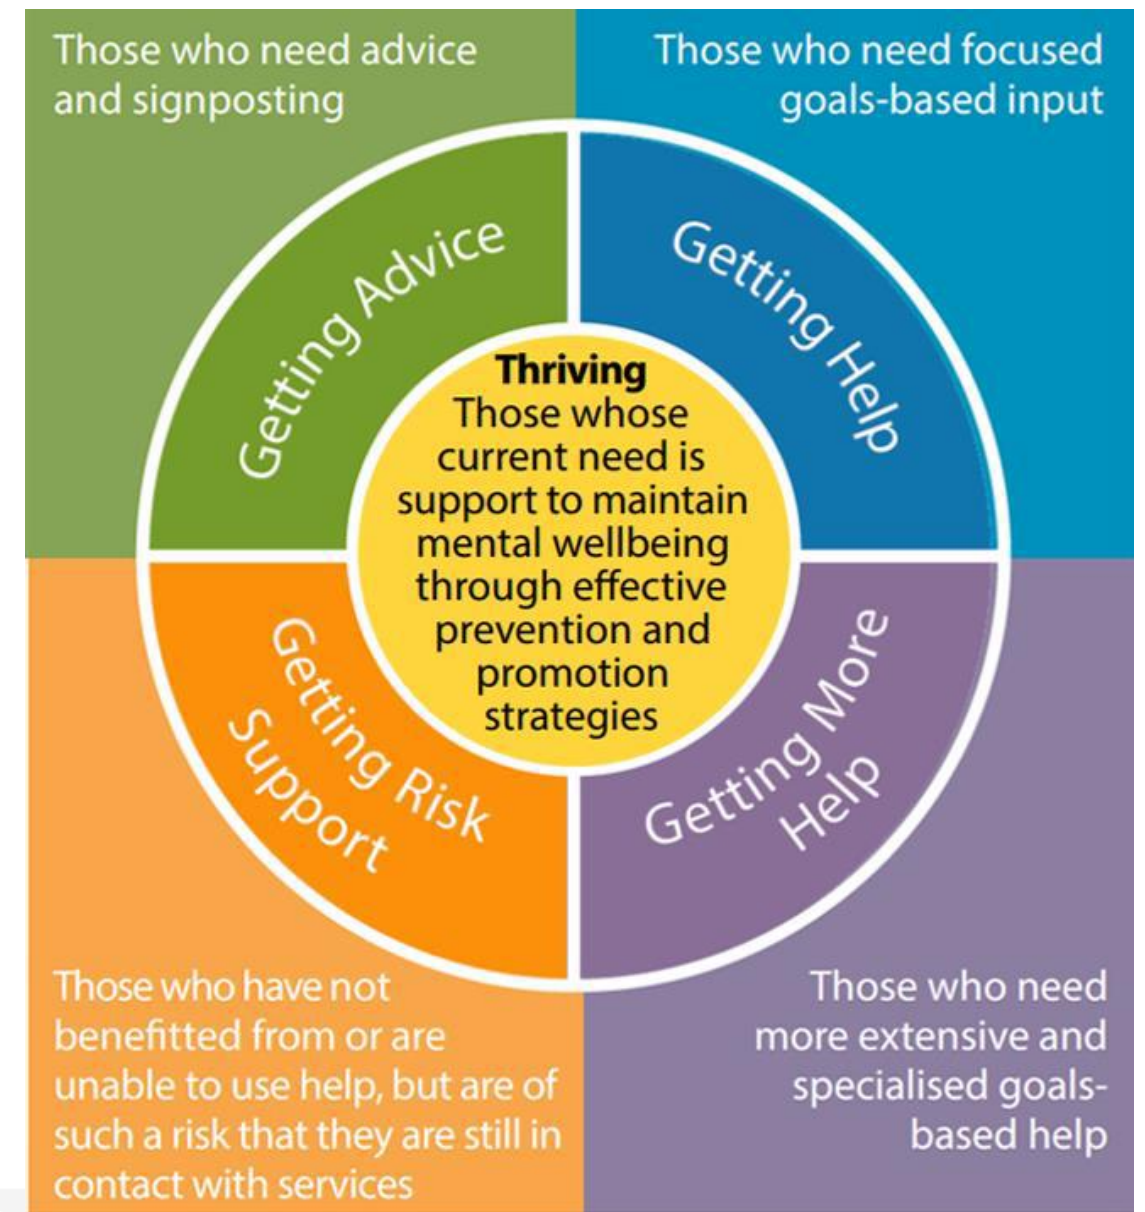 Those who need advice
and signposting
Those who need focused
goals-based input
Getting Advice
Getting Help
Thriving
Those whose
current need is
support to maintain
mental wellbeing
through effective
prevention and
promotion
strategies
Getting Risk
Support
Getting More
Help
Those who have not
benefitted from or are
unable to use help, but are of
such a risk that they are still in
contact with services
Those who need
more extensive and
specialised goals-
based help